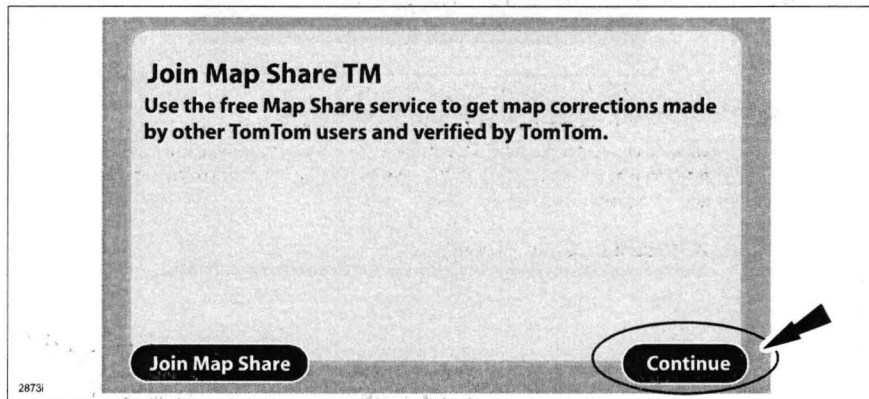 Join Map Share TM
Use the free Map Share service to get map corrections made
by other TomTom users and verified by TomTom.
Join Map Share
Continue
2873i